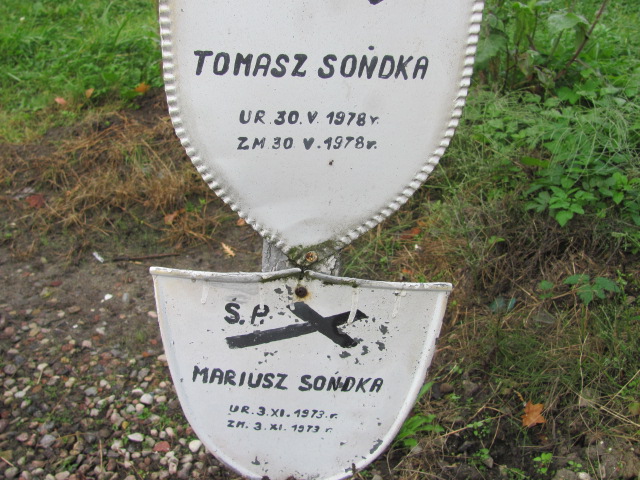 TOMASZ SOŃDKA
UR. 30. V. 1978 r.
ZM 30 V. 1978 r.
Ś.P.
MARIUSZ SOŃDKA
UR. 3. XI. 1973. r.
ZM. 3. XI. 1973 r.